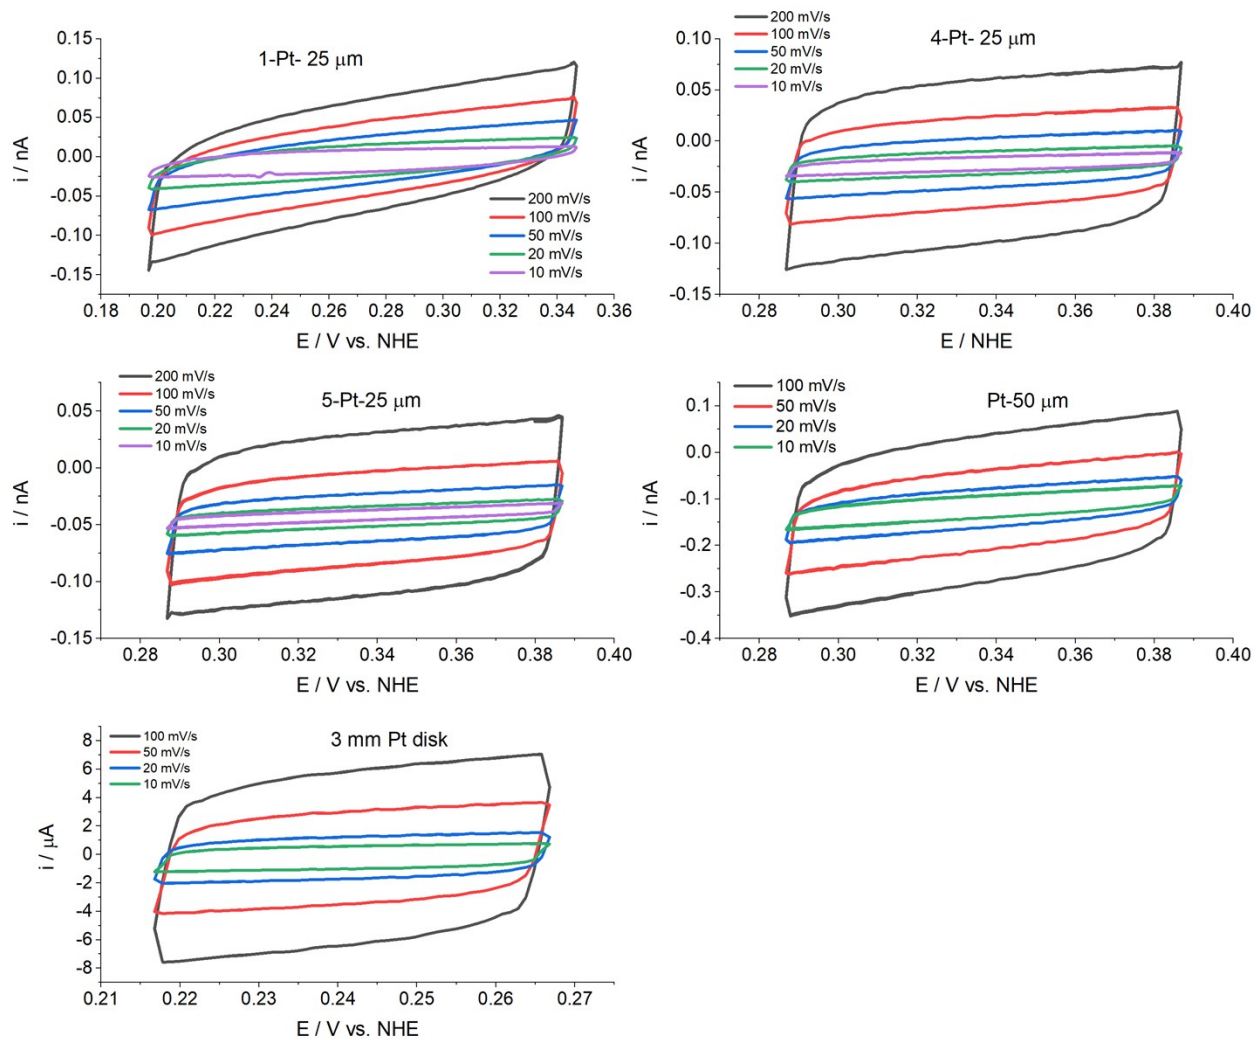 1-Pt- 25 μm
i / nA
0.15
0.10
0.05
0.00
-0.05
-0.10
-0.15
200 mV/s
100 mV/s
50 mV/s
20 mV/s
10 mV/s
0.18 0.20 0.22 0.24 0.26 0.28 0.30 0.32 0.34 0.36
E / V vs. NHE
200 mV/s
100 mV/s
50 mV/s
20 mV/s
10 mV/s
4-Pt- 25 μm
i / nA
0.10
0.05
0.00
-0.05
-0.10
-0.15
0.28 0.30 0.32 0.34 0.36 0.38 0.40
E / NHE
200 mV/s
100 mV/s
50 mV/s
20 mV/s
10 mV/s
5-Pt-25 μm
i / nA
0.05
0.00
-0.05
-0.10
-0.15
0.28 0.30 0.32 0.34 0.36 0.38 0.40
E / V vs. NHE
100 mV/s
50 mV/s
20 mV/s
10 mV/s
Pt-50 μm
i / nA
0.1
0.0
-0.1
-0.2
-0.3
-0.4
0.28 0.30 0.32 0.34 0.36 0.38 0.40
E / V vs. NHE
100 mV/s
50 mV/s
20 mV/s
10 mV/s
3 mm Pt disk
i / μA
8
6
4
2
0
-2
-4
-6
-8
0.21 0.22 0.23 0.24 0.25 0.26 0.27
E / V vs. NHE